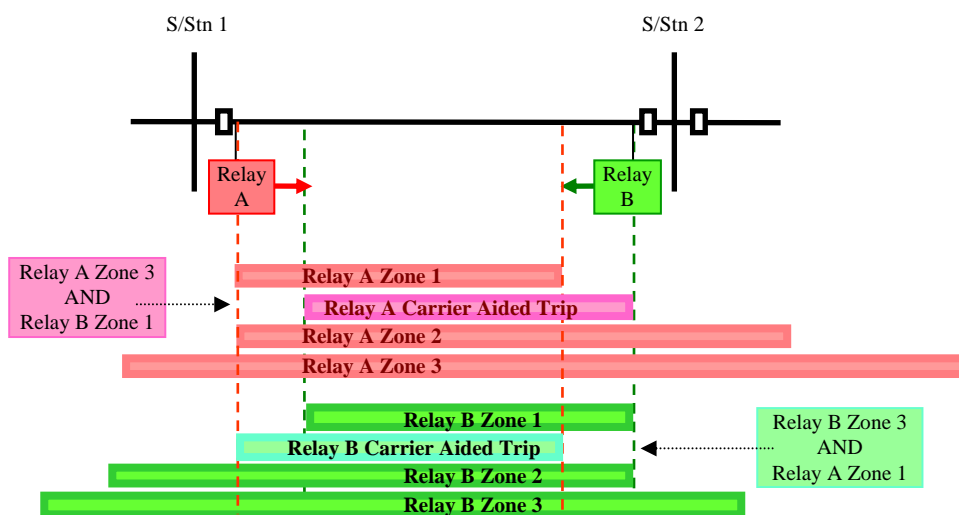 S/Stn 1
S/Stn 2
Relay
A
Relay
B
Relay A Zone 3
AND
Relay B Zone 1
Relay A Zone 1
Relay A Carrier Aided Trip
Relay A Zone 2
Relay A Zone 3
Relay B Zone 1
Relay B Carrier Aided Trip
Relay B Zone 2
Relay B Zone 3
Relay B Zone 3
AND
Relay A Zone 1